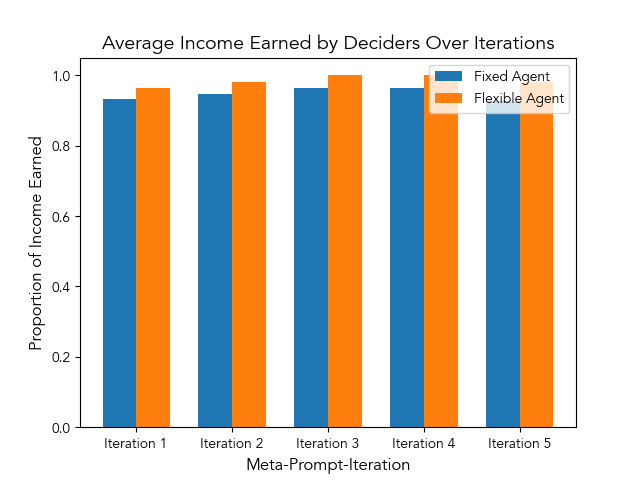 Average Income Earned by Deciders Over Iterations
Fixed Agent
Flexible Agent
Proportion of Income Earned
1.0
0.8
0.6
0.4
0.2
0.0
Iteration 1
Iteration 2
Iteration 3
Iteration 4
Iteration 5
Meta-Prompt-Iteration